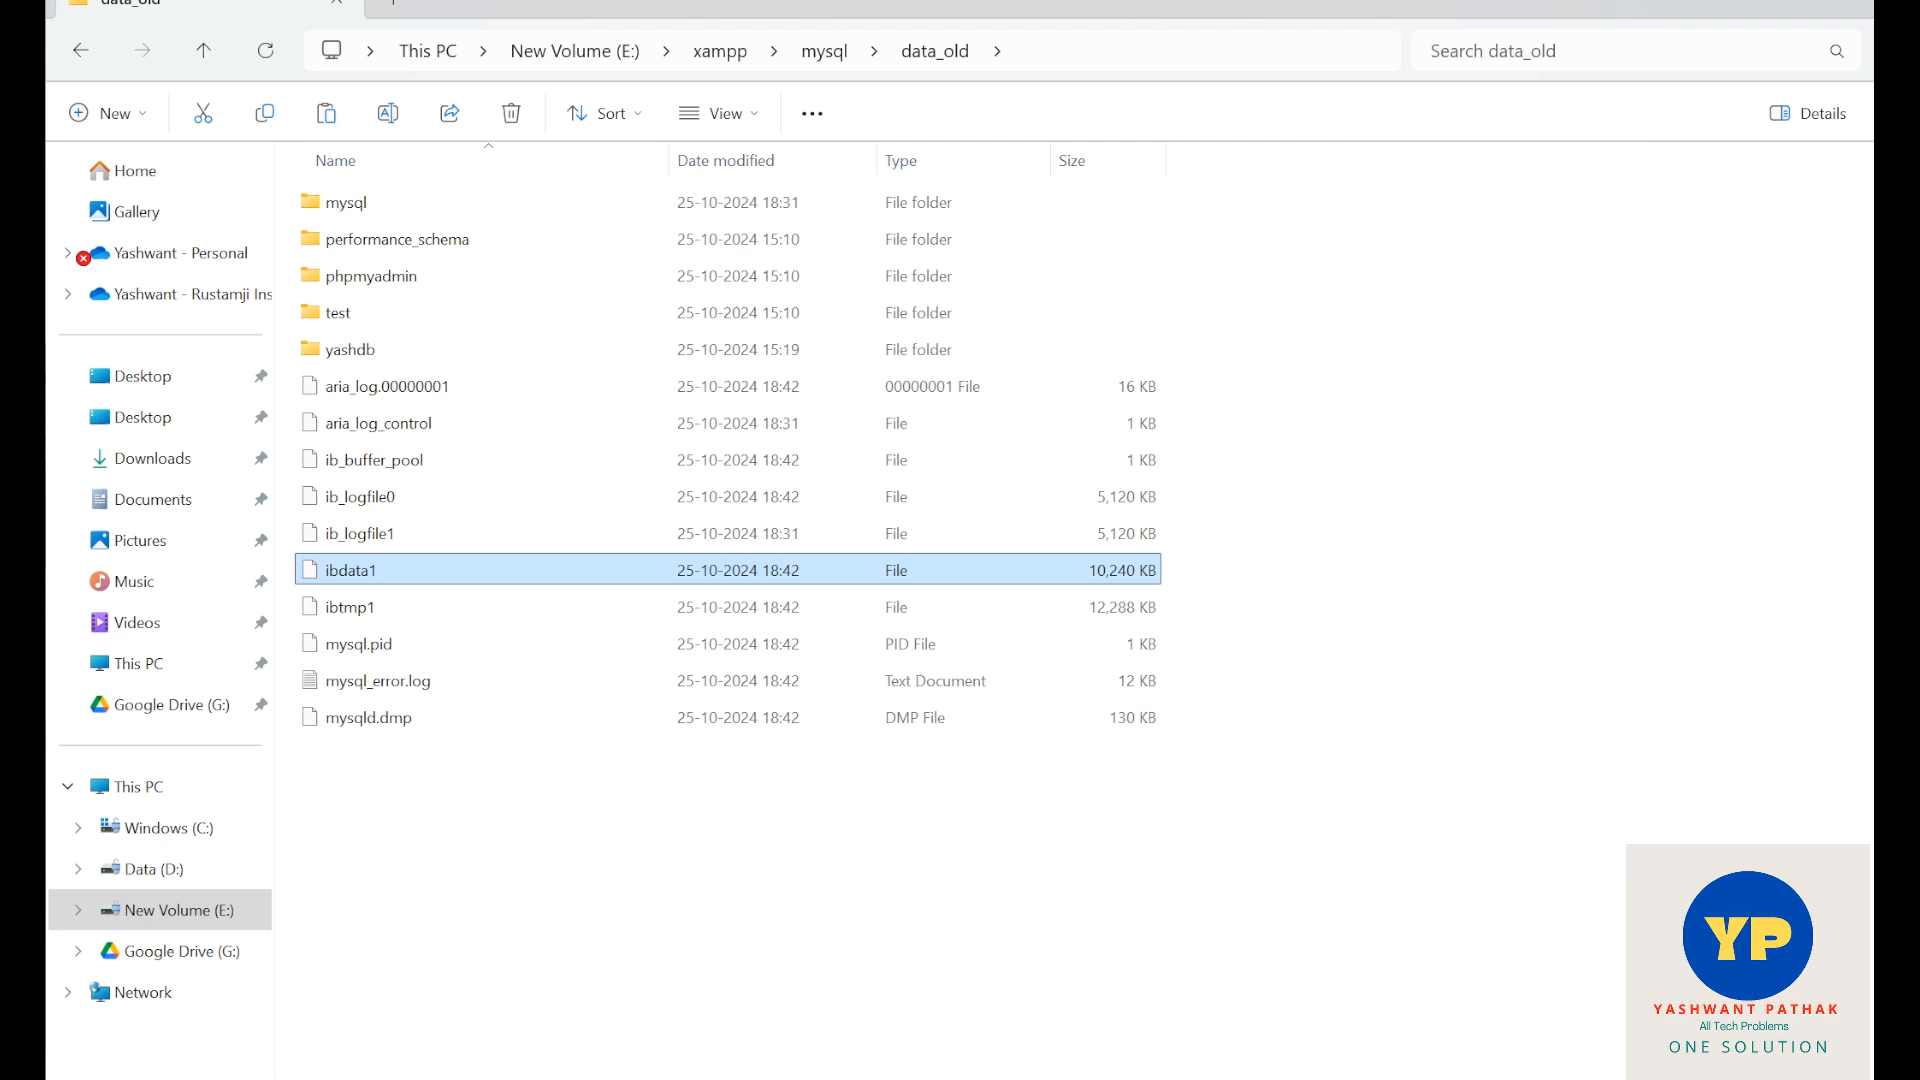 data_old
This PC
New Volume (E:)
xampp
mysql
data_old
Search data_old
New
Sort
View
Details
Name
Date modified
Type
Size
Home
Gallery
Yashwant - Personal
Yashwant - Rustamji Ins
Desktop
Desktop
Downloads
Documents
Pictures
Music
Videos
This PC
Google Drive (G:)
This PC
Windows (C:)
Data (D:)
New Volume (E:)
Google Drive (G:)
Network
mysql 25-10-2024 18:31 File folder
performance_schema 25-10-2024 15:10 File folder
phpmyadmin 25-10-2024 15:10 File folder
test 25-10-2024 15:10 File folder
yashdb 25-10-2024 15:19 File folder
aria_log.00000001 25-10-2024 18:42 00000001 File 16 KB
aria_log_control 25-10-2024 18:31 File 1 KB
ib_buffer_pool 25-10-2024 18:42 File 1 KB
ib_logfile0 25-10-2024 18:42 File 5,120 KB
ib_logfile1 25-10-2024 18:31 File 5,120 KB
ibdata1 25-10-2024 18:42 File 10,240 KB
ibtmp1 25-10-2024 18:42 File 12,288 KB
mysql.pid 25-10-2024 18:42 PID File 1 KB
mysql_error.log 25-10-2024 18:42 Text Document 12 KB
mysqld.dmp 25-10-2024 18:42 DMP File 130 KB
YP
YASHWANT PATHAK
All Tech Problems
ONE SOLUTION